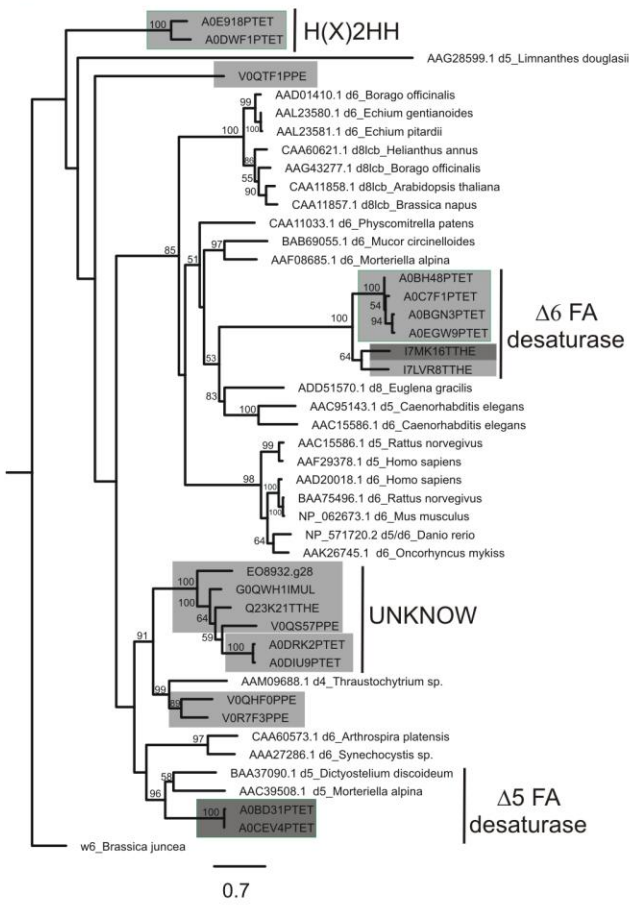 A0E918PTET
100
A0DWF1PTET
H(X)2HH
AAG28599.1 d5_Limnanthes douglasii
V0QTF1PPE
AAD01410.1 d6_Borago officinalis
99
AAL23580.1 d6_Echium gentianoides
100
AAL23581.1 d6_Echium pitardii
100
CAA60621.1 d8lcb_Helianthus annus
86
AAG43277.1 d8lcb_Borago officinalis
55
CAA11858.1 d8lcb_Arabidopsis thaliana
90
CAA11857.1 d8lcb_Brassica napus
CAA11033.1 d6_Physcomitrella patens
85
BAB69055.1 d6_Mucor circinelloides
97
51
AAF08685.1 d6_Morteriella alpina
A0BH48PTET
100
A0C7F1PTET
54
A0BGN3PTET
94
A0EGW9PTET
100
Δ6 FA
desaturase
I7MK16TTHE
64
I7LVR8TTHE
53
ADD51570.1 d8_Euglena gracilis
83
AAC95143.1 d5_Caenorhabditis elegans
100
AAC15586.1 d6_Caenorhabditis elegans
AAC15586.1 d5_Rattus norvegivus
99
AAF29378.1 d5_Homo sapiens
98
AAD20018.1 d6_Homo sapiens
100
BAA75496.1 d6_Rattus norvegivus
100
NP_062673.1 d6_Mus musculus
NP_571720.2 d5/d6_Danio rerio
64
AAK26745.1 d6_Oncorhyncus mykiss
EO8932.g28
100
G0QWH1IMUL
100
Q23K21TTHE
64
V0QS57PPE
59
A0DRK2PTET
100
A0DIU9PTET
UNKNOW
91
AAM09688.1 d4_Thraustochytrium sp.
99
V0QHF0PPE
89
V0R7F3PPE
CAA60573.1 d6_Arthrospira platensis
97
AAA27286.1 d6_Synechocystis sp.
BAA37090.1 d5_Dictyostelium discoideum
58
AAC39508.1 d5_Morteriella alpina
96
A0BD31PTET
100
A0CEV4PTET
Δ5 FA
desaturase
w6_Brassica juncea
0.7